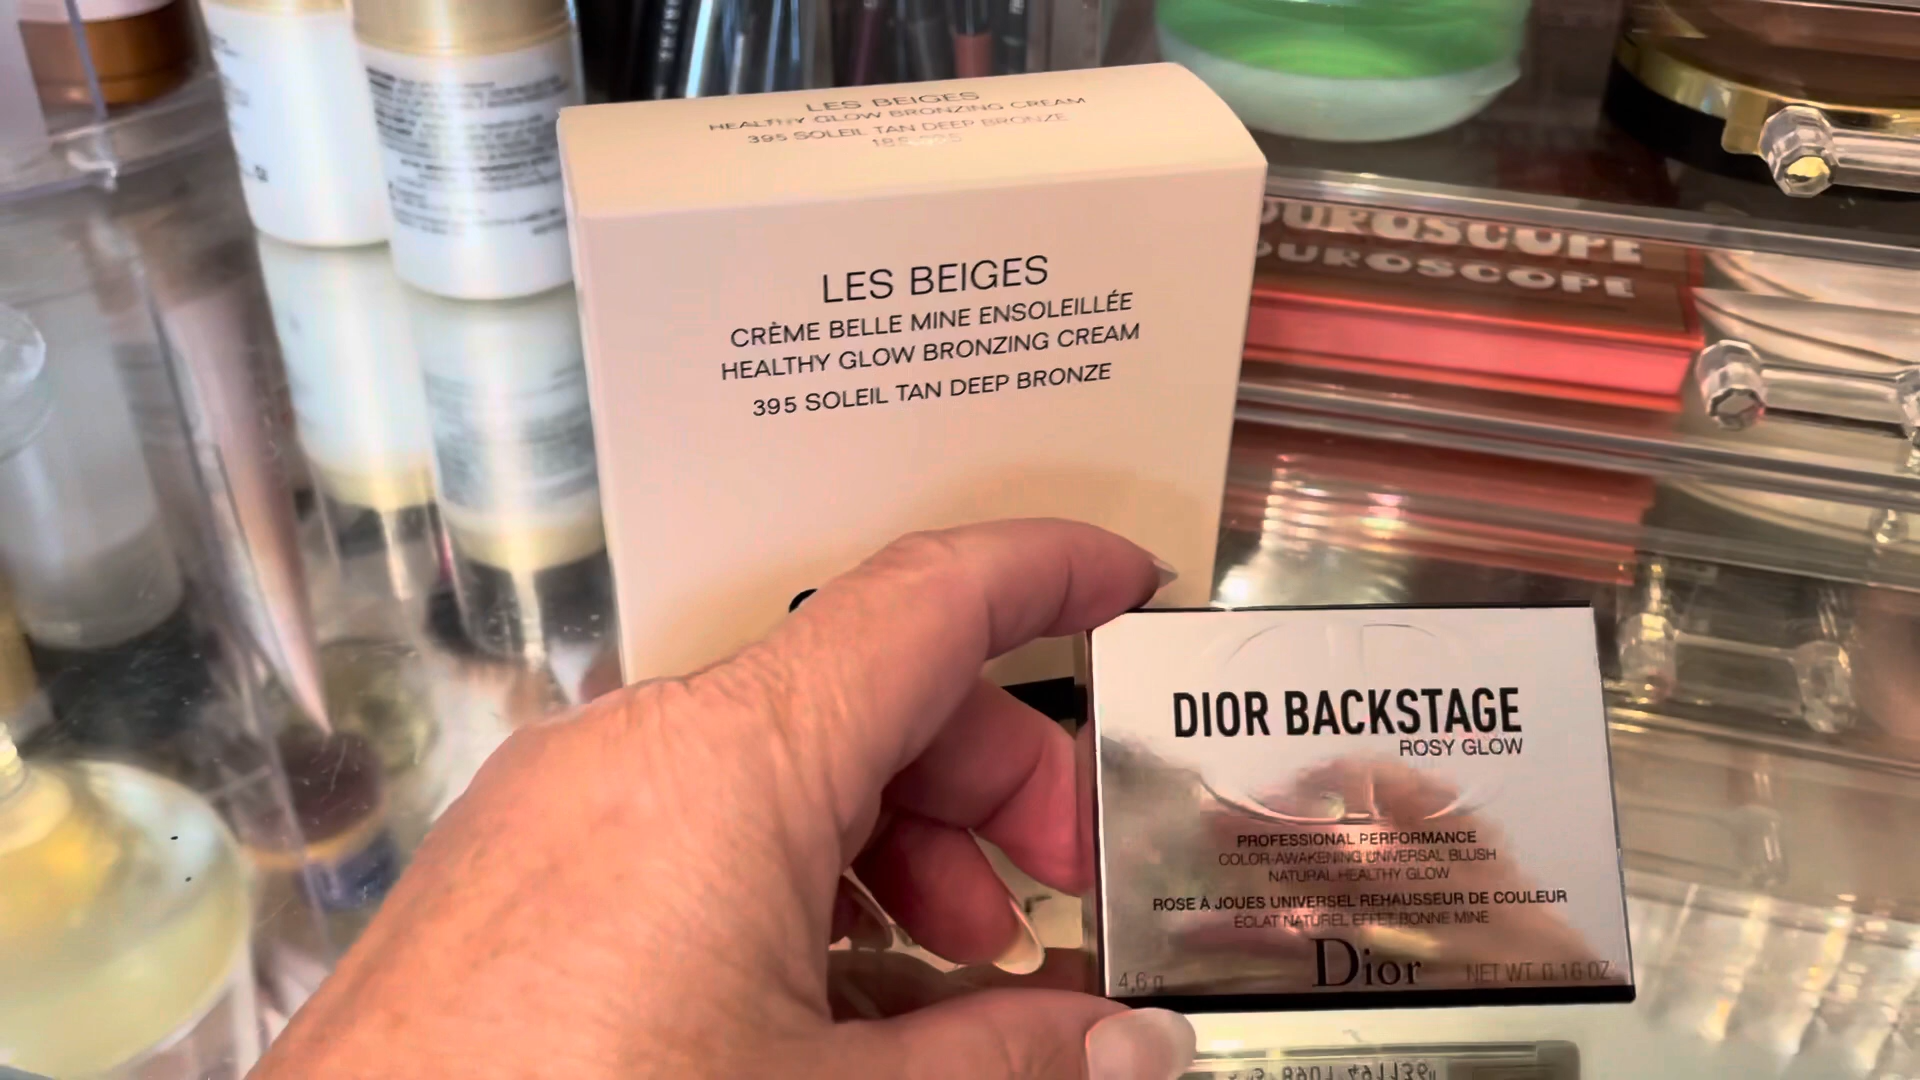 LES BEIGES
HEALTHY GLOW BRONZING CREAM
395 SOLEIL TAN DEEP BRONZE
LES BEIGES
CRÈME BELLE MINE ENSOLEILLÉE
HEALTHY GLOW BRONZING CREAM
395 SOLEIL TAN DEEP BRONZE
OUROSCOPE
OUROSCOPE
DIOR BACKSTAGE
ROSY GLOW
PROFESSIONAL PERFORMANCE
COLOR-AWAKENING UNIVERSAL BLUSH
NATURAL HEALTHY GLOW
ROSE À JOUES UNIVERSEL REHAUSSEUR DE COULEUR
ÉCLAT NATUREL EFFET BONNE MINE
Dior
4,6 g NET WT. 0.16 OZ